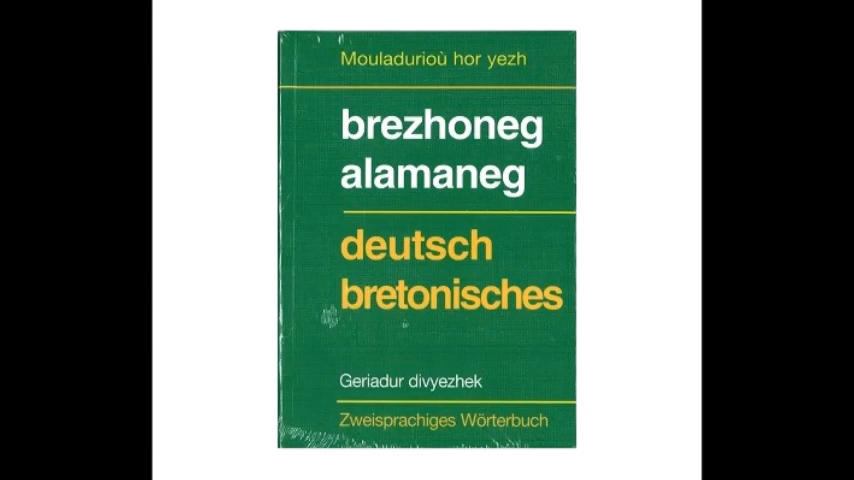 Mouladurioù hor yezh
brezhoneg
alamaneg
deutsch
bretonisches
Geriadur divyezhek
Zweisprachiges Wörterbuch